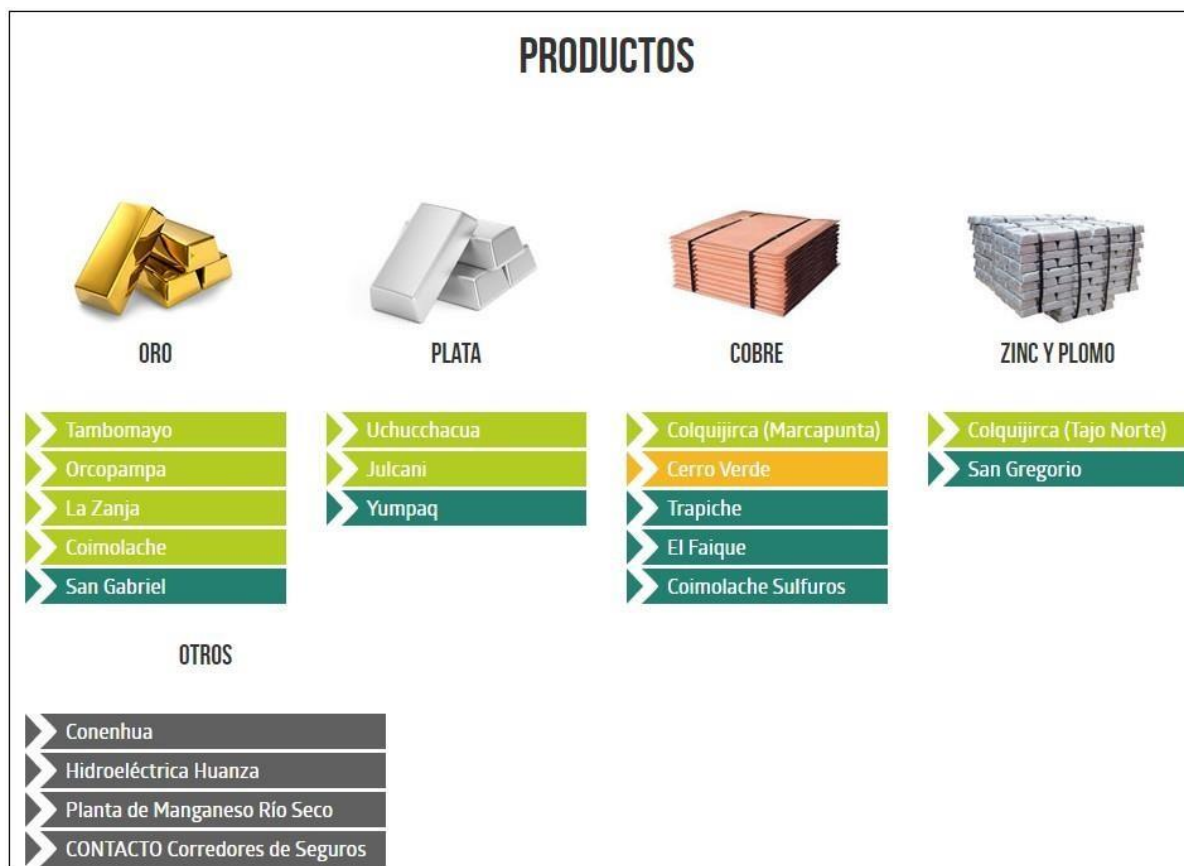 PRODUCTOS
ORO
PLATA
COBRE
ZINC Y PLOMO
Tambomayo
Orcopampa
La Zanja
Coimolache
San Gabriel
Uchucchacua
Julcani
Yumpaq
Colquijirca (Marcapunta)
Cerro Verde
Trapiche
El Faique
Coimolache Sulfuros
Colquijirca (Tajo Norte)
San Gregorio
OTROS
Conenhua
Hidroeléctrica Huanza
Planta de Manganeso Río Seco
CONTACTO Corredores de Seguros